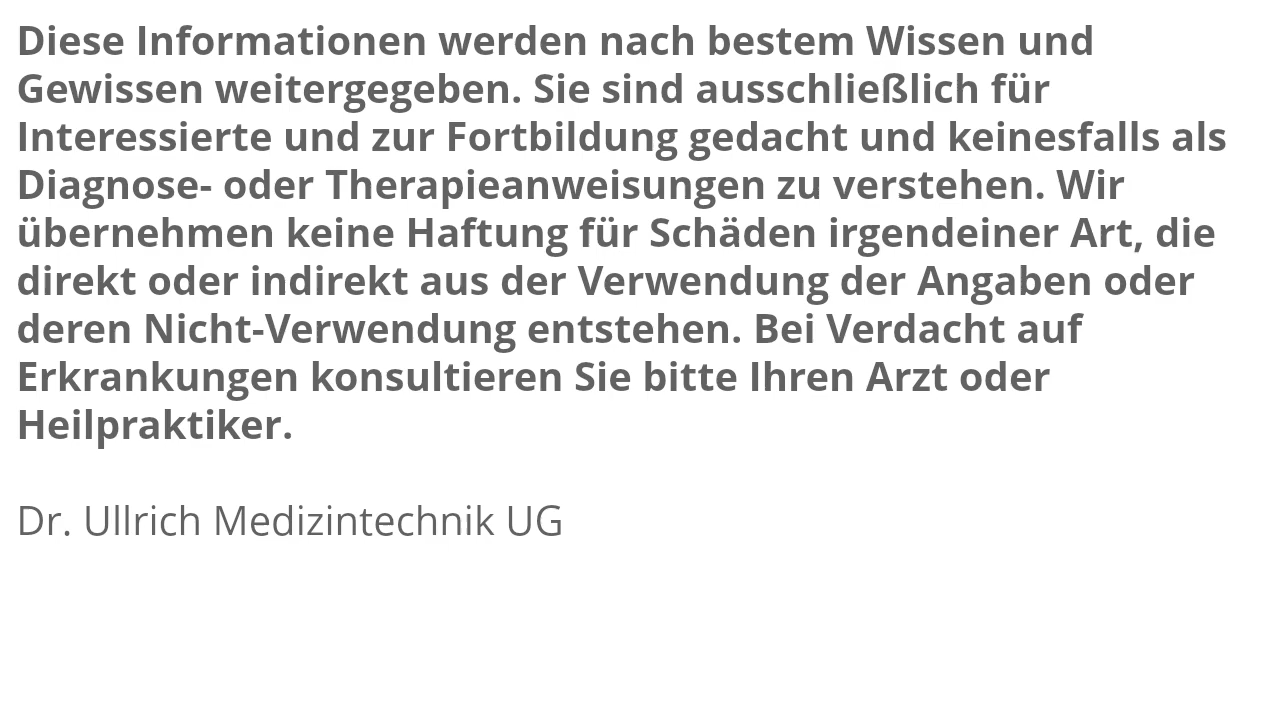 Diese Informationen werden nach bestem Wissen und
Gewissen weitergegeben. Sie sind ausschließlich für
Interessierte und zur Fortbildung gedacht und keinesfalls als
Diagnose- oder Therapieanweisungen zu verstehen. Wir
übernehmen keine Haftung für Schäden irgendeiner Art, die
direkt oder indirekt aus der Verwendung der Angaben oder
deren Nicht-Verwendung entstehen. Bei Verdacht auf
Erkrankungen konsultieren Sie bitte Ihren Arzt oder
Heilpraktiker.
Dr. Ullrich Medizintechnik UG